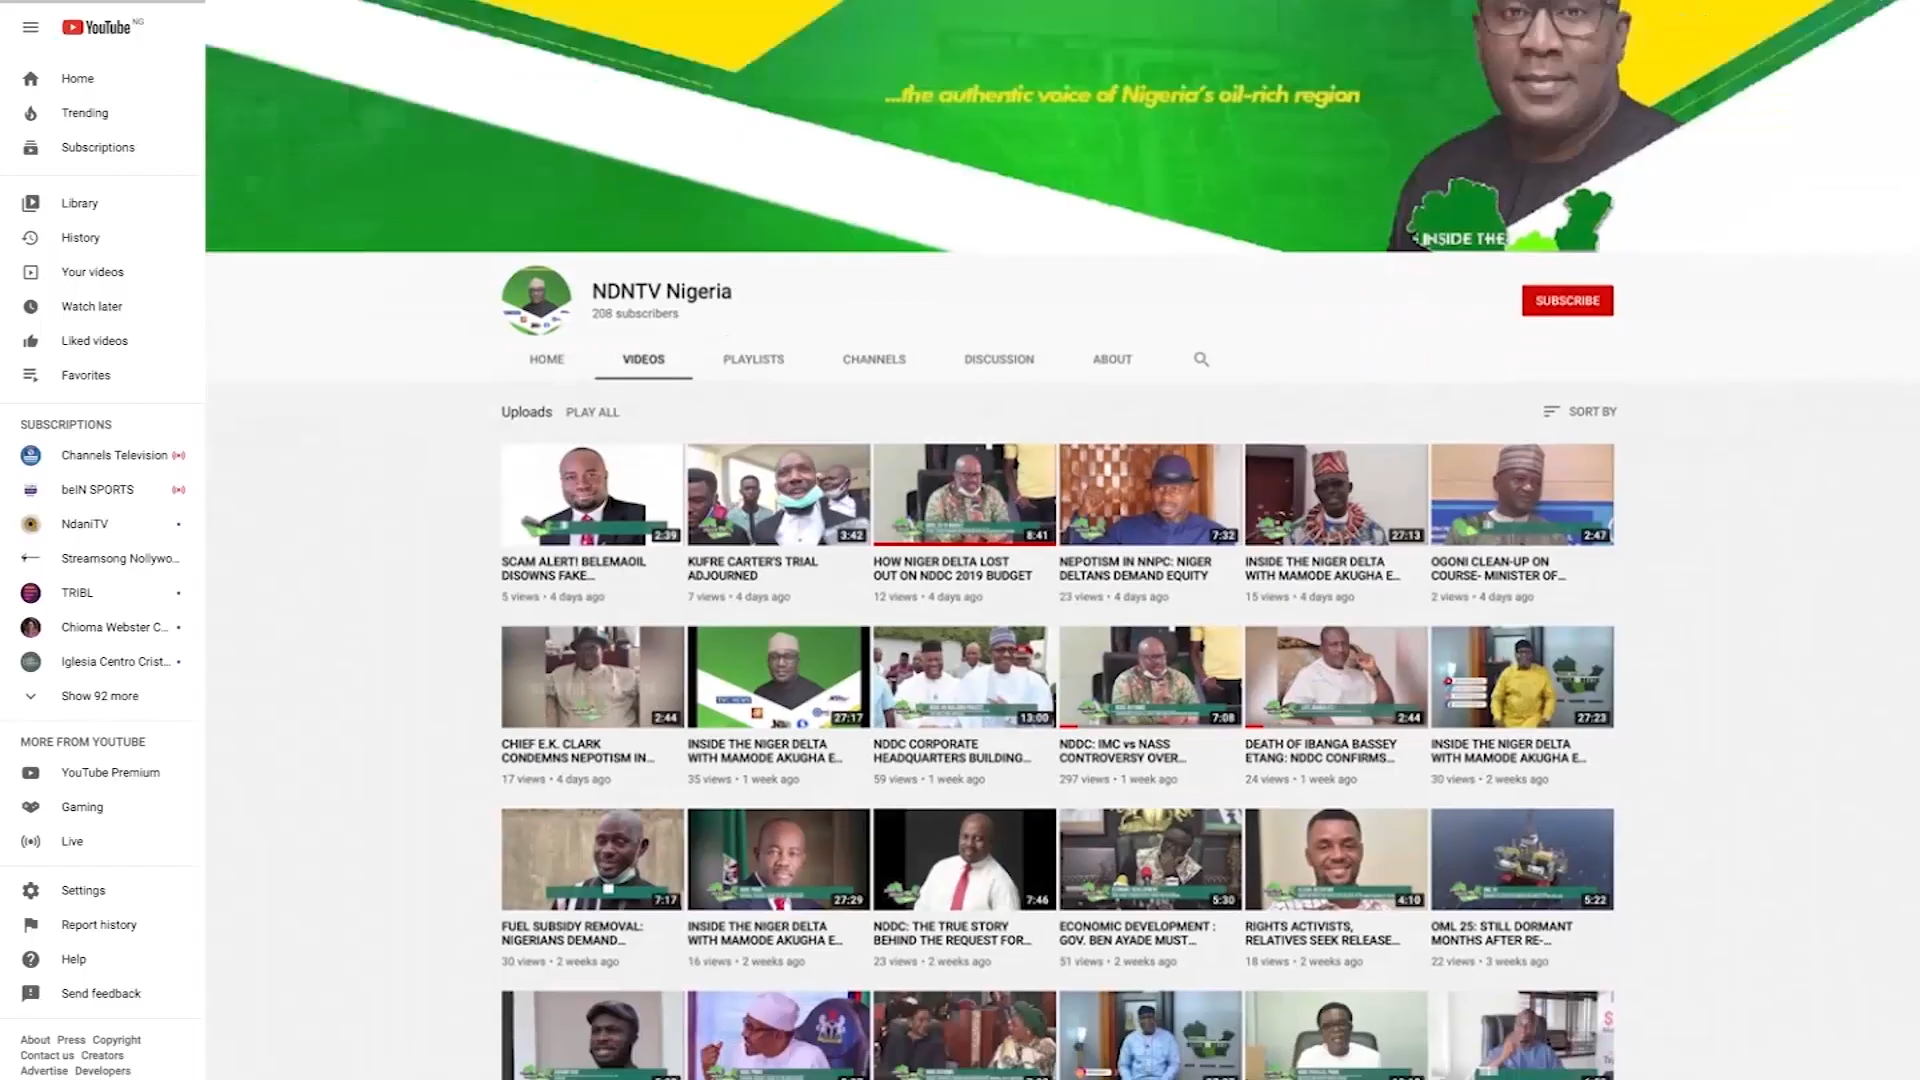 YouTube NG
Home
Trending
Subscriptions
Library
History
Your videos
Watch later
Liked videos
Favorites
SUBSCRIPTIONS
Channels Television
beIN SPORTS
NdaniTV
Streamsong Nollywo...
TRIBL
Chioma Webster C...
Iglesia Centro Crist...
Show 92 more
MORE FROM YOUTUBE
YouTube Premium
Gaming
Live
Settings
Report history
Help
Send feedback
About Press Copyright
Contact us Creators
Advertise Developers
...the authentic voice of Nigeria's oil-rich region
INSIDE THE
NDNTV Nigeria
208 subscribers
SUBSCRIBE
HOME VIDEOS PLAYLISTS CHANNELS DISCUSSION ABOUT
Uploads PLAY ALL SORT BY
2:39 3:42 8:41 7:32 27:13 2:47
SCAM ALERT! BELEMAOIL
DISOWNS FAKE...
5 views • 4 days ago
KUFRE CARTER'S TRIAL
ADJOURNED
7 views • 4 days ago
HOW NIGER DELTA LOST
OUT ON NDDC 2019 BUDGET
12 views • 4 days ago
NEPOTISM IN NNPC: NIGER
DELTANS DEMAND EQUITY
23 views • 4 days ago
INSIDE THE NIGER DELTA
WITH MAMODE AKUGHA E...
15 views • 4 days ago
OGONI CLEAN-UP ON
COURSE- MINISTER OF...
2 views • 4 days ago
2:44 27:17 13:00 7:08 2:44 27:23
CHIEF E.K. CLARK
CONDEMNS NEPOTISM IN...
17 views • 4 days ago
INSIDE THE NIGER DELTA
WITH MAMODE AKUGHA E...
35 views • 1 week ago
NDDC CORPORATE
HEADQUARTERS BUILDING...
59 views • 1 week ago
NDDC: IMC vs NASS
CONTROVERSY OVER...
297 views • 1 week ago
DEATH OF IBANGA BASSEY
ETANG: NDDC CONFIRMS...
24 views • 1 week ago
INSIDE THE NIGER DELTA
WITH MAMODE AKUGHA E...
30 views • 2 weeks ago
7:17 27:29 7:46 5:30 4:10 5:22
FUEL SUBSIDY REMOVAL:
NIGERIANS DEMAND...
30 views • 2 weeks ago
INSIDE THE NIGER DELTA
WITH MAMODE AKUGHA E...
16 views • 2 weeks ago
NDDC: THE TRUE STORY
BEHIND THE REQUEST FOR...
23 views • 2 weeks ago
ECONOMIC DEVELOPMENT :
GOV. BEN AYADE MUST...
51 views • 2 weeks ago
RIGHTS ACTIVISTS,
RELATIVES SEEK RELEASE...
18 views • 2 weeks ago
OML 25: STILL DORMANT
MONTHS AFTER RE-...
22 views • 3 weeks ago